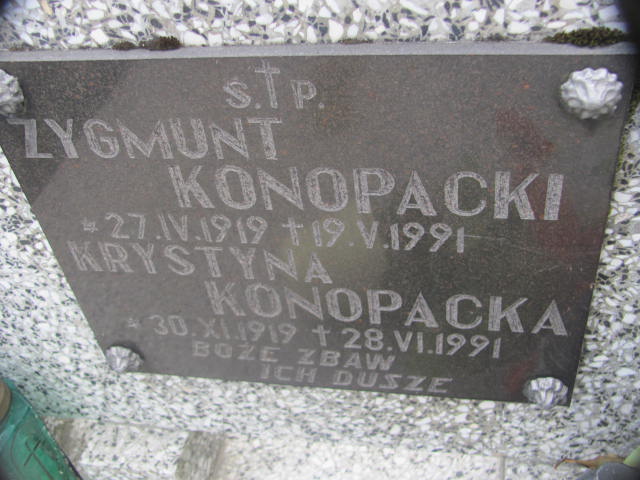 Ś.†P.
ZYGMUNT
KONOPACKI
* 27.IV.1919 † 19.V.1991
KRYSTYNA
KONOPACKA
* 30.XI.1919 † 28.VI.1991
BOŻE ZBAW
ICH DUSZE